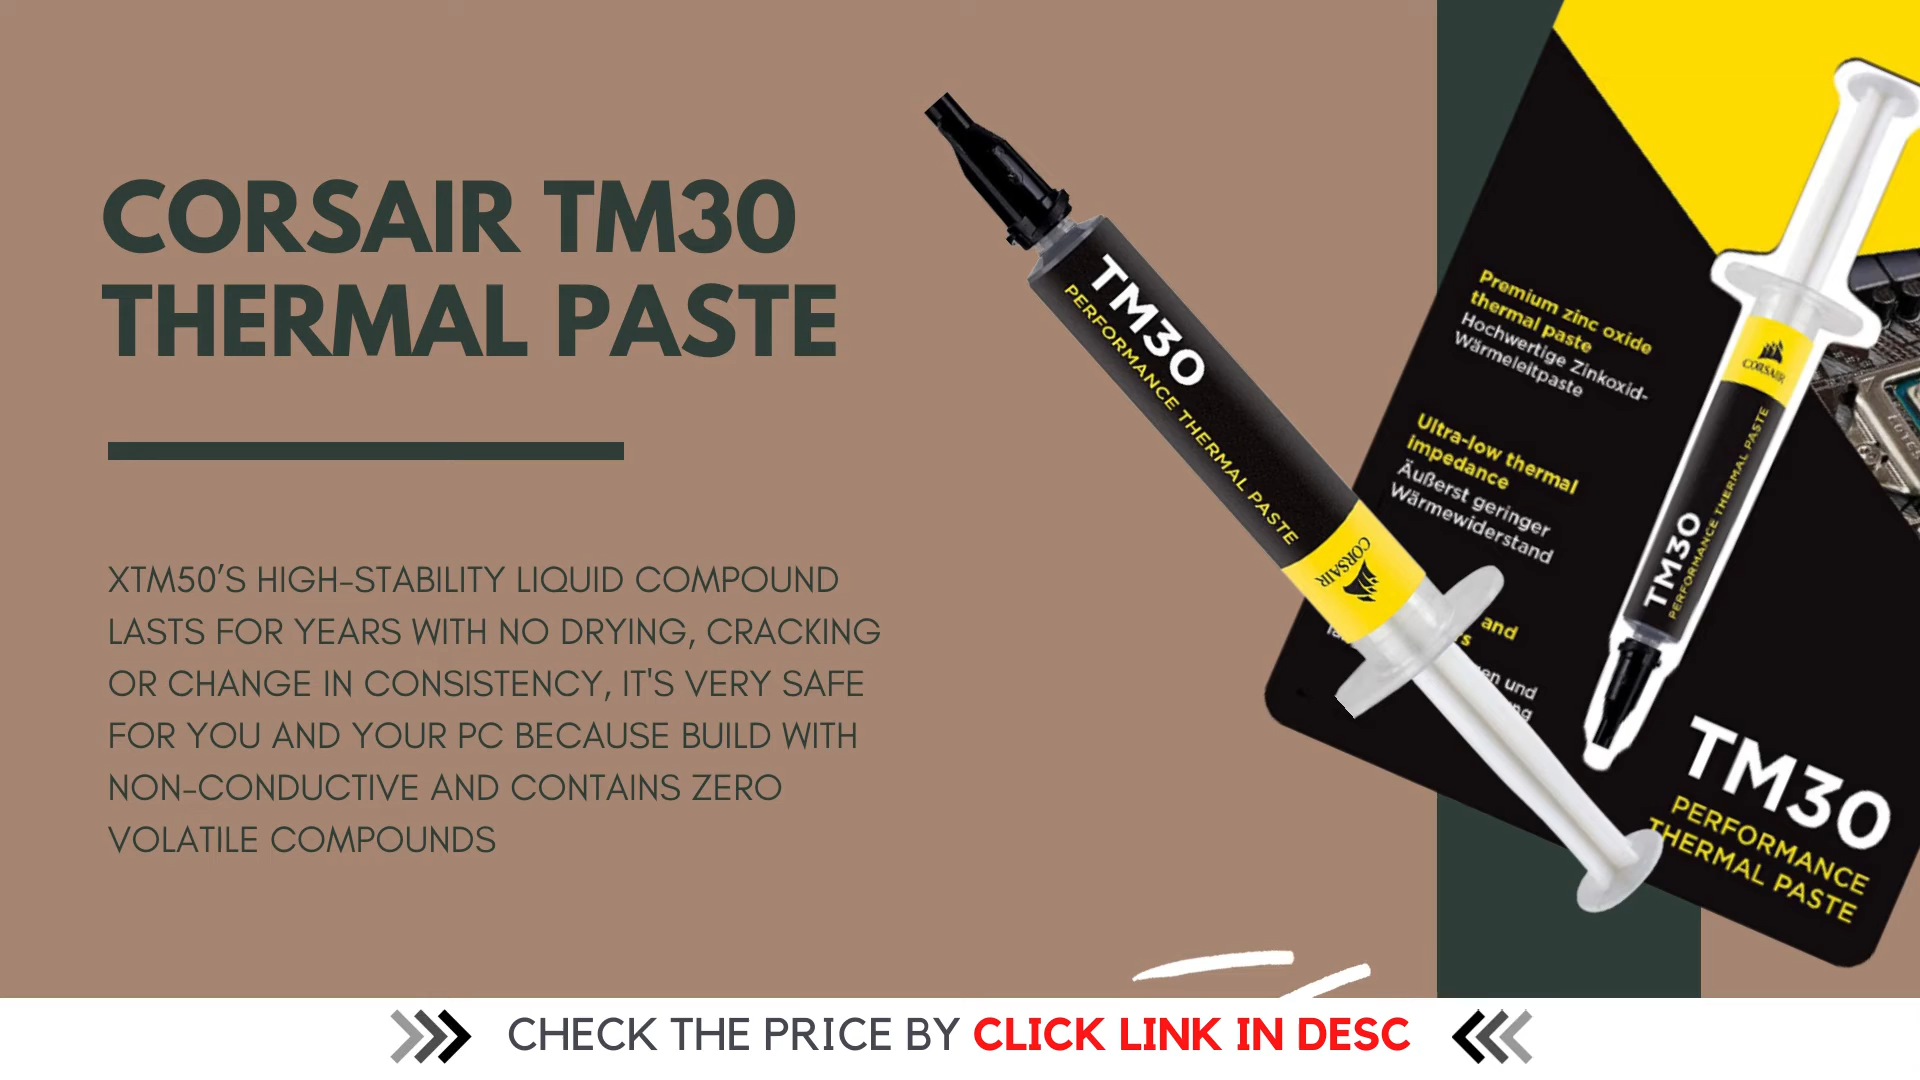 CORSAIR TM30
THERMAL PASTE
XTM50’S HIGH-STABILITY LIQUID COMPOUND
LASTS FOR YEARS WITH NO DRYING, CRACKING
OR CHANGE IN CONSISTENCY, IT'S VERY SAFE
FOR YOU AND YOUR PC BECAUSE BUILD WITH
NON-CONDUCTIVE AND CONTAINS ZERO
VOLATILE COMPOUNDS
TM30
PERFORMANCE THERMAL PASTE
CORSAIR
Premium zinc oxide
thermal paste
Hochwertige Zinkoxid-
Wärmeleitpaste
Ultra-low thermal
impedance
Äußerst geringer
Wärmewiderstand
and
und
CORSAIR
TM30
PERFORMANCE THERMAL PASTE
TM30
PERFORMANCE
THERMAL PASTE
CHECK THE PRICE BY CLICK LINK IN DESC